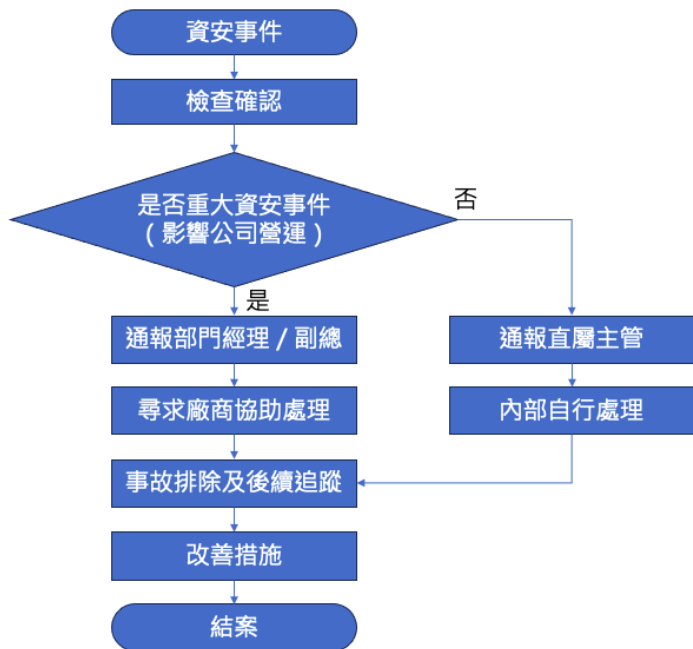 資安事件
檢查確認
是否重大資安事件
( 影響公司營運 )
否
是
通報部門經理 / 副總
通報直屬主管
尋求廠商協助處理
內部自行處理
事故排除及後續追蹤
改善措施
結案